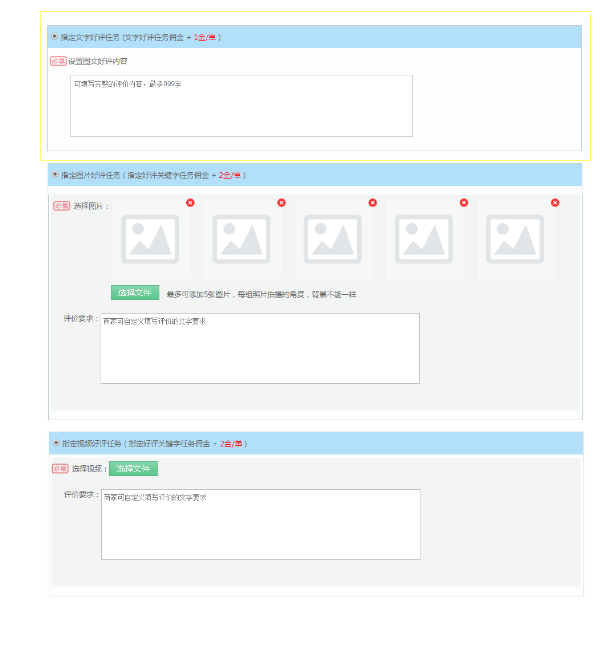 指定文字好评任务 (文字好评任务佣金 + 1金/单 )
必填 设置图文好评内容
可填写完整的评价内容，最多999字
指定图片好评任务 ( 指定好评关键字任务佣金 + 2金/单 )
必填 选择图片：
选择文件 最多可添加5张图片，每组照片拍摄的角度，背景不能一样
评价要求： 商家可自定义填写评价的文字要求
指定视频好评任务 ( 指定好评关键字任务佣金 + 2金/单 )
必填 选择视频： 选择文件
评价要求： 商家可自定义填写评价的文字要求